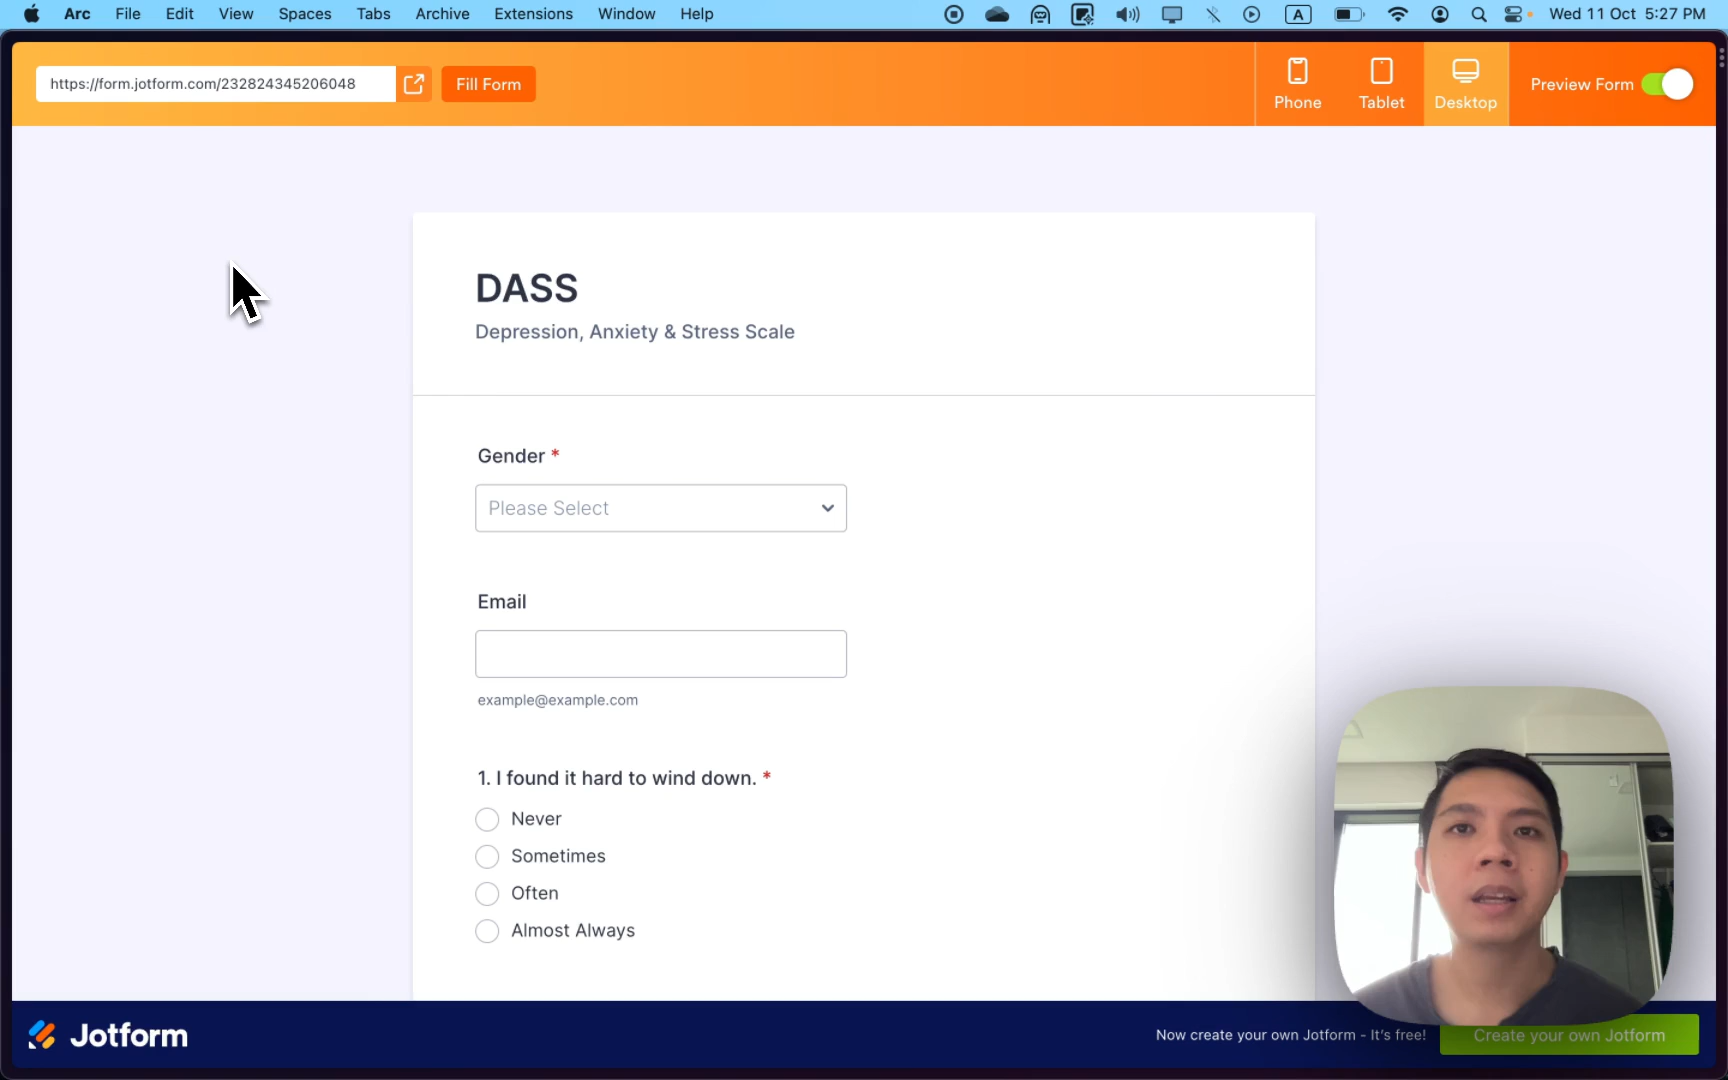 Arc File Edit View Spaces Tabs Archive Extensions Window Help A Wed 11 Oct 5:27 PM
https://form.jotform.com/232824345206048 Fill Form Phone Tablet Desktop Preview Form
DASS
Depression, Anxiety & Stress Scale
Gender *
Please Select
Email
example@example.com
1. I found it hard to wind down. *
Never
Sometimes
Often
Almost Always
Jotform Now create your own Jotform - It's free! Create your own Jotform